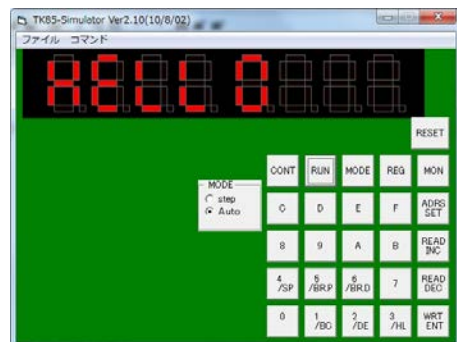 TK85-Simulator Ver2.10(10/8/02)
ファイル コマンド
HELLO
RESET
CONT RUN MODE REG MON
MODE
step
Auto
C D E F ADRS SET
8 9 A B READ INC
4 /SP 5 /BR.P 6 /BR.D 7 READ DEC
0 1 /BC 2 /DE 3 /HL WRT ENT